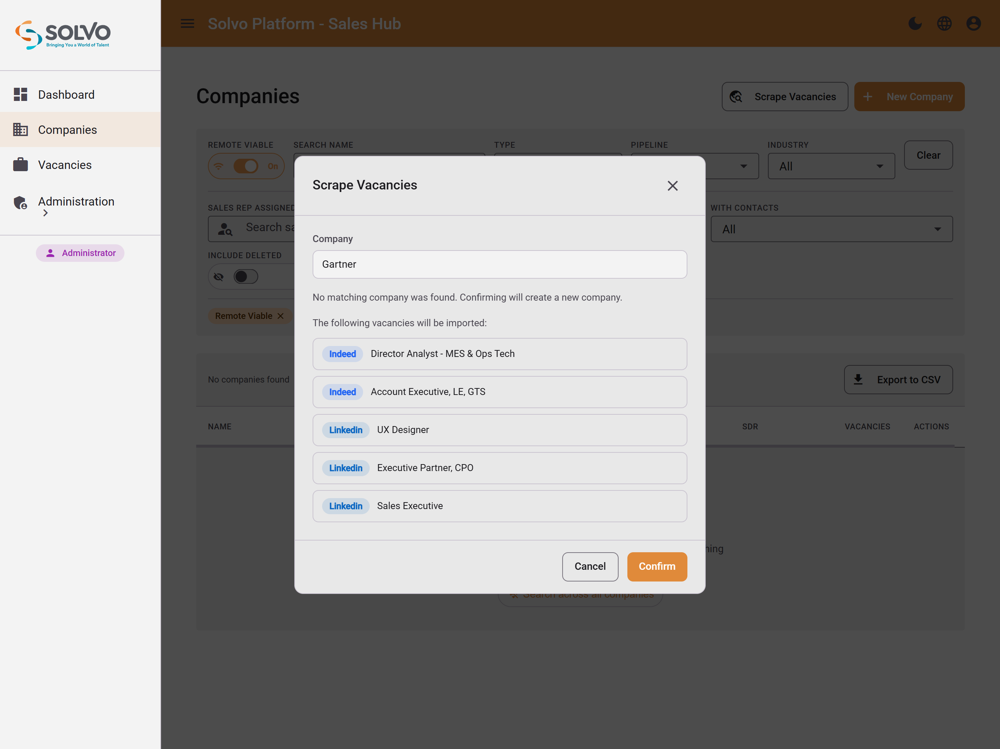 SOLVO
Bringing You a World of Talent
Dashboard
Companies
Vacancies
Administration
Administrator
Solvo Platform - Sales Hub
Companies
Scrape Vacancies
New Company
REMOTE VIABLE
SEARCH NAME
TYPE
PIPELINE
INDUSTRY
On
All
Clear
SALES REP ASSIGNED
WITH CONTACTS
Search
All
INCLUDE DELETED
Remote Viable
No companies found
Export to CSV
NAME
SDR
VACANCIES
ACTIONS
Search across all companies
Scrape Vacancies
Company
Gartner
No matching company was found. Confirming will create a new company.
The following vacancies will be imported:
Indeed Director Analyst - MES & Ops Tech
Indeed Account Executive, LE, GTS
Linkedin UX Designer
Linkedin Executive Partner, CPO
Linkedin Sales Executive
Cancel
Confirm